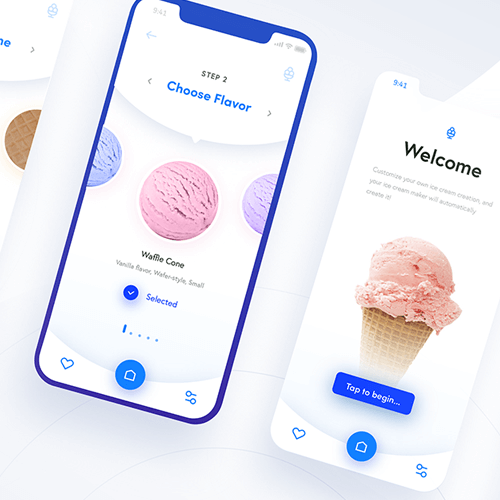 ne
9:41
STEP 2
Choose Flavor
Waffle Cone
Vanilla flavor, Wafer-style, Small
Selected
9:41
Welcome
Customize your own ice cream creation, and
your ice cream maker will automatically
create it!
Tap to begin...